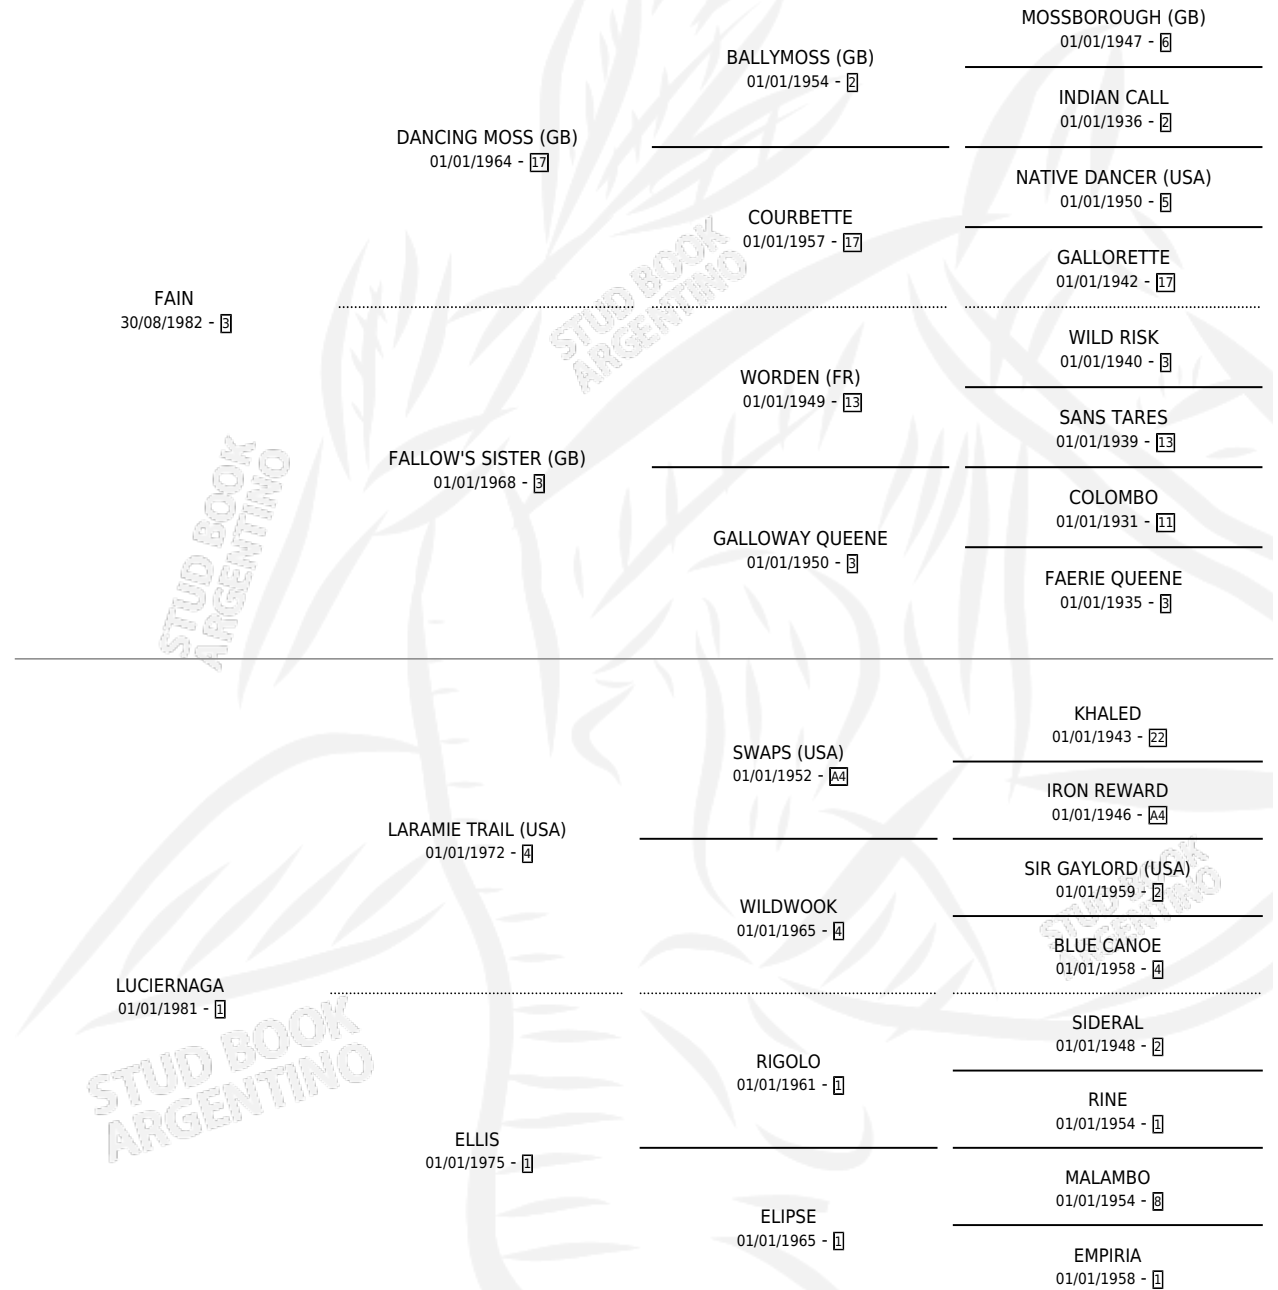 MOSSBOROUGH (GB)
01/01/1947 - 6
BALLYMOSS (GB)
01/01/1954 - 2
INDIAN CALL
01/01/1936 - 2
DANCING MOSS (GB)
01/01/1964 - 17
NATIVE DANCER (USA)
01/01/1950 - 5
COURBETTE
01/01/1957 - 17
GALLORETTE
01/01/1942 - 17
FAIN
30/08/1982 - 3
WILD RISK
01/01/1940 - 3
WORDEN (FR)
01/01/1949 - 13
SANS TARES
01/01/1939 - 13
FALLOW'S SISTER (GB)
01/01/1968 - 3
COLOMBO
01/01/1931 - 11
GALLOWAY QUEENE
01/01/1950 - 3
FAERIE QUEENE
01/01/1935 - 3
KHALED
01/01/1943 - 22
SWAPS (USA)
01/01/1952 - A4
IRON REWARD
01/01/1946 - A4
LARAMIE TRAIL (USA)
01/01/1972 - 4
SIR GAYLORD (USA)
01/01/1959 - 2
WILDWOOK
01/01/1965 - 4
BLUE CANOE
01/01/1958 - 4
LUCIERNAGA
01/01/1981 - 1
SIDERAL
01/01/1948 - 2
RIGOLO
01/01/1961 - 1
RINE
01/01/1954 - 1
ELLIS
01/01/1975 - 1
MALAMBO
01/01/1954 - 8
ELIPSE
01/01/1965 - 1
EMPIRIA
01/01/1958 - 1
STUD BOOK
ARGENTINO
STUD BOOK
ARGENTINO
STUD BOOK
ARGENTINO
STUD BOOK
ARGENTINO